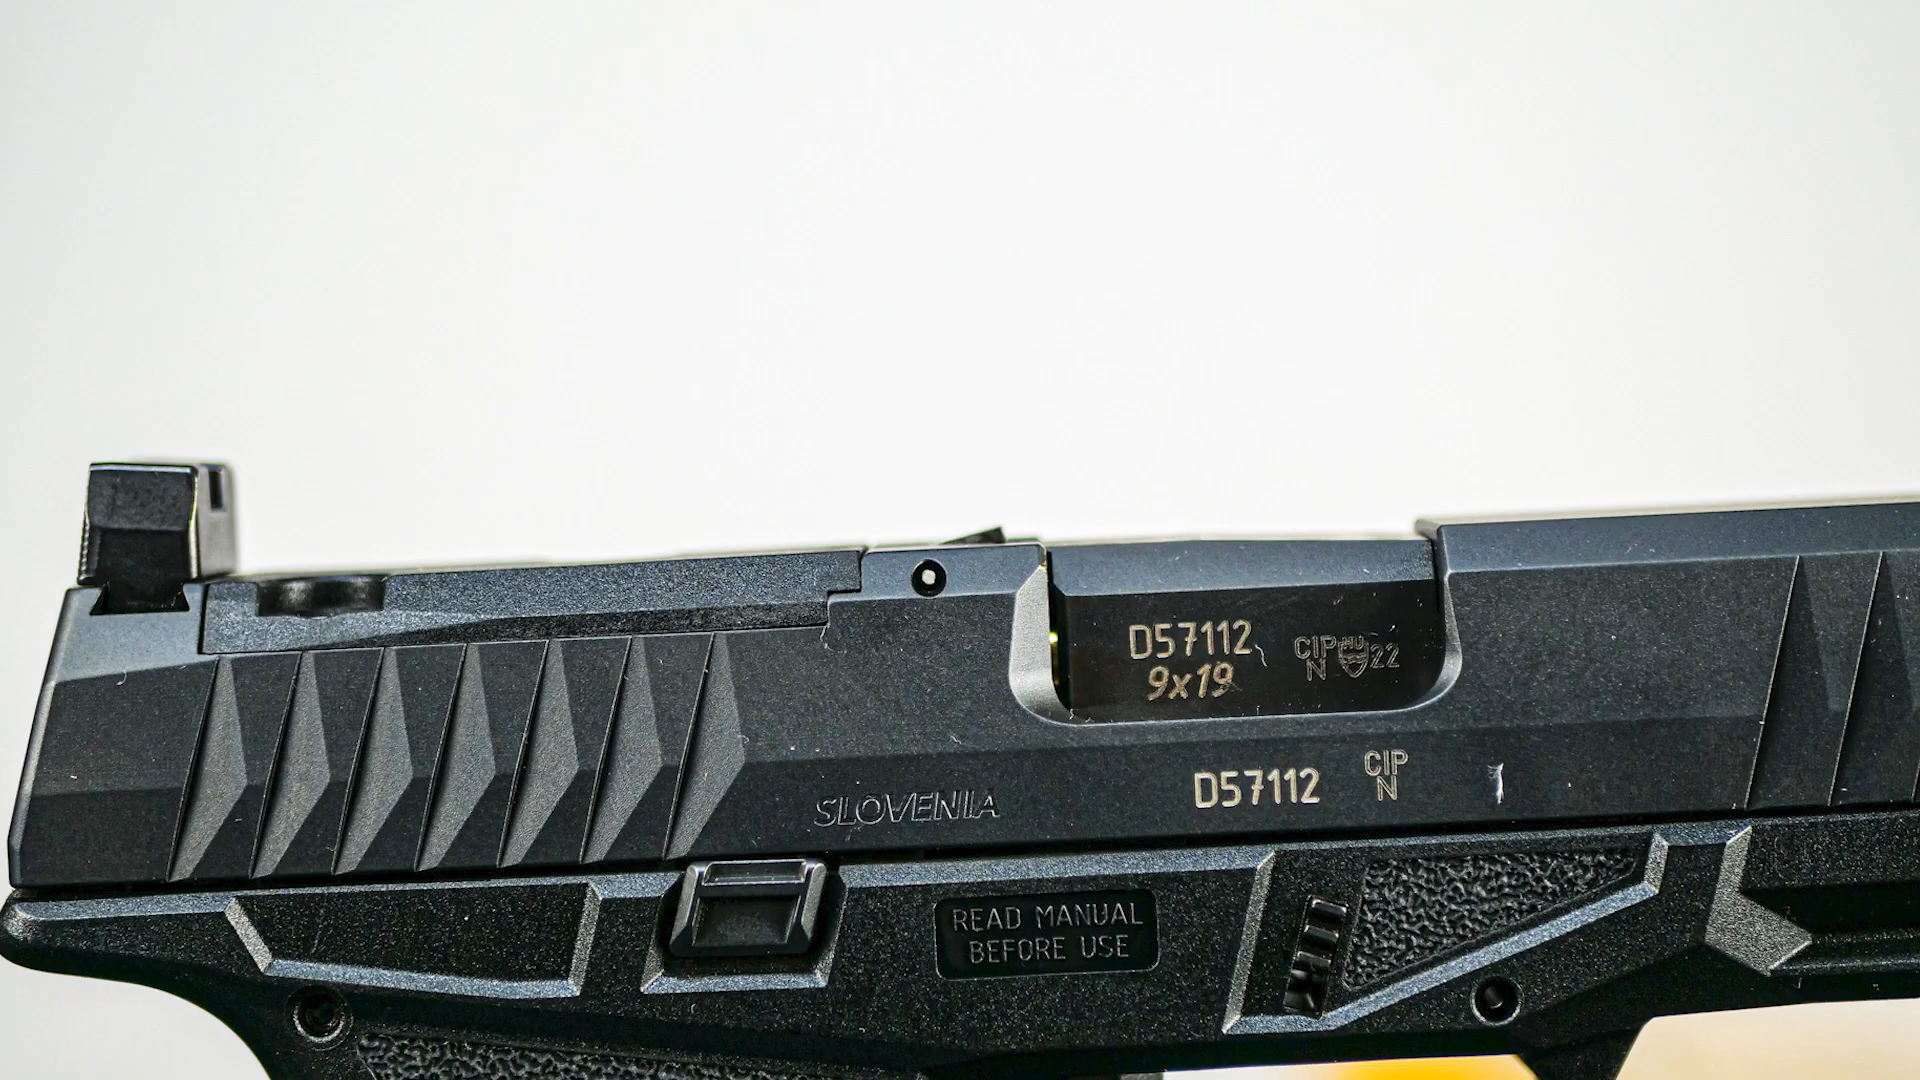 D57112
9x19
CIP
N
22
D57112
CIP
N
SLOVENIA
READ MANUAL
BEFORE USE